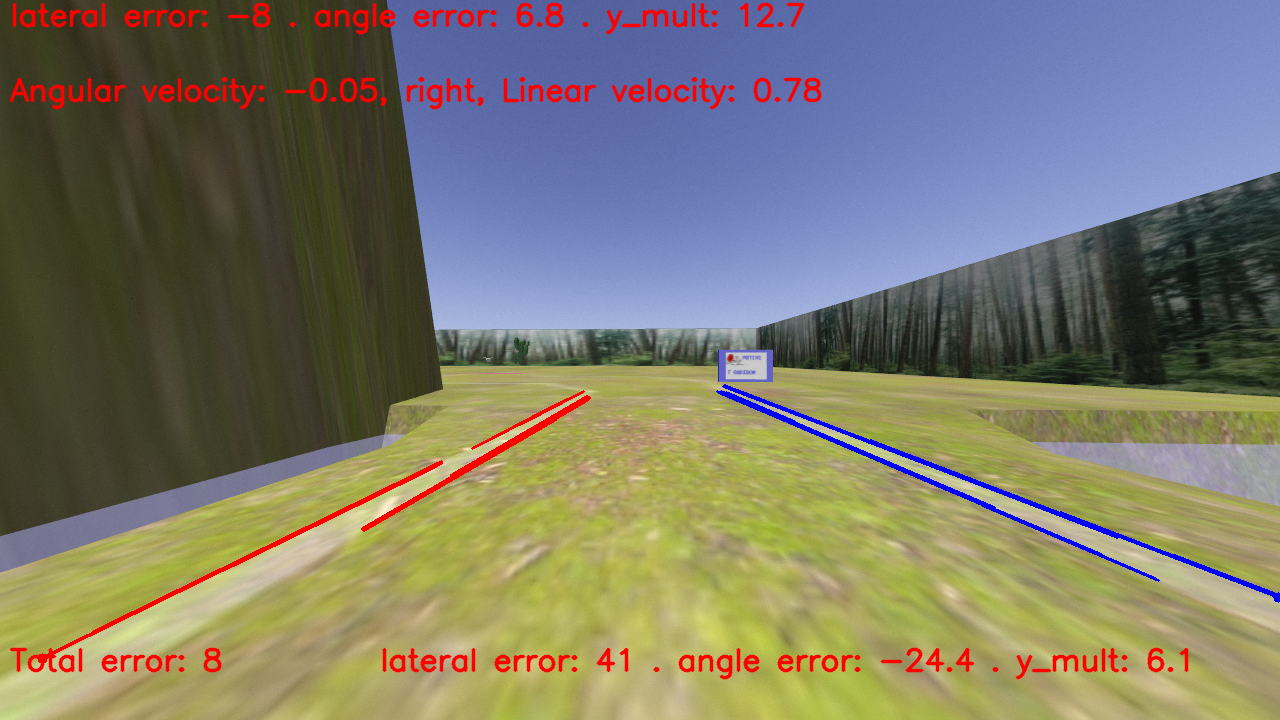 lateral error: −8 . angle error: 6.8 . y_mult: 12.7
Angular velocity: −0.05, right, Linear velocity: 0.78
MOTIVE
Total error: 8
lateral error: 41 . angle error: −24.4 . y_mult: 6.1